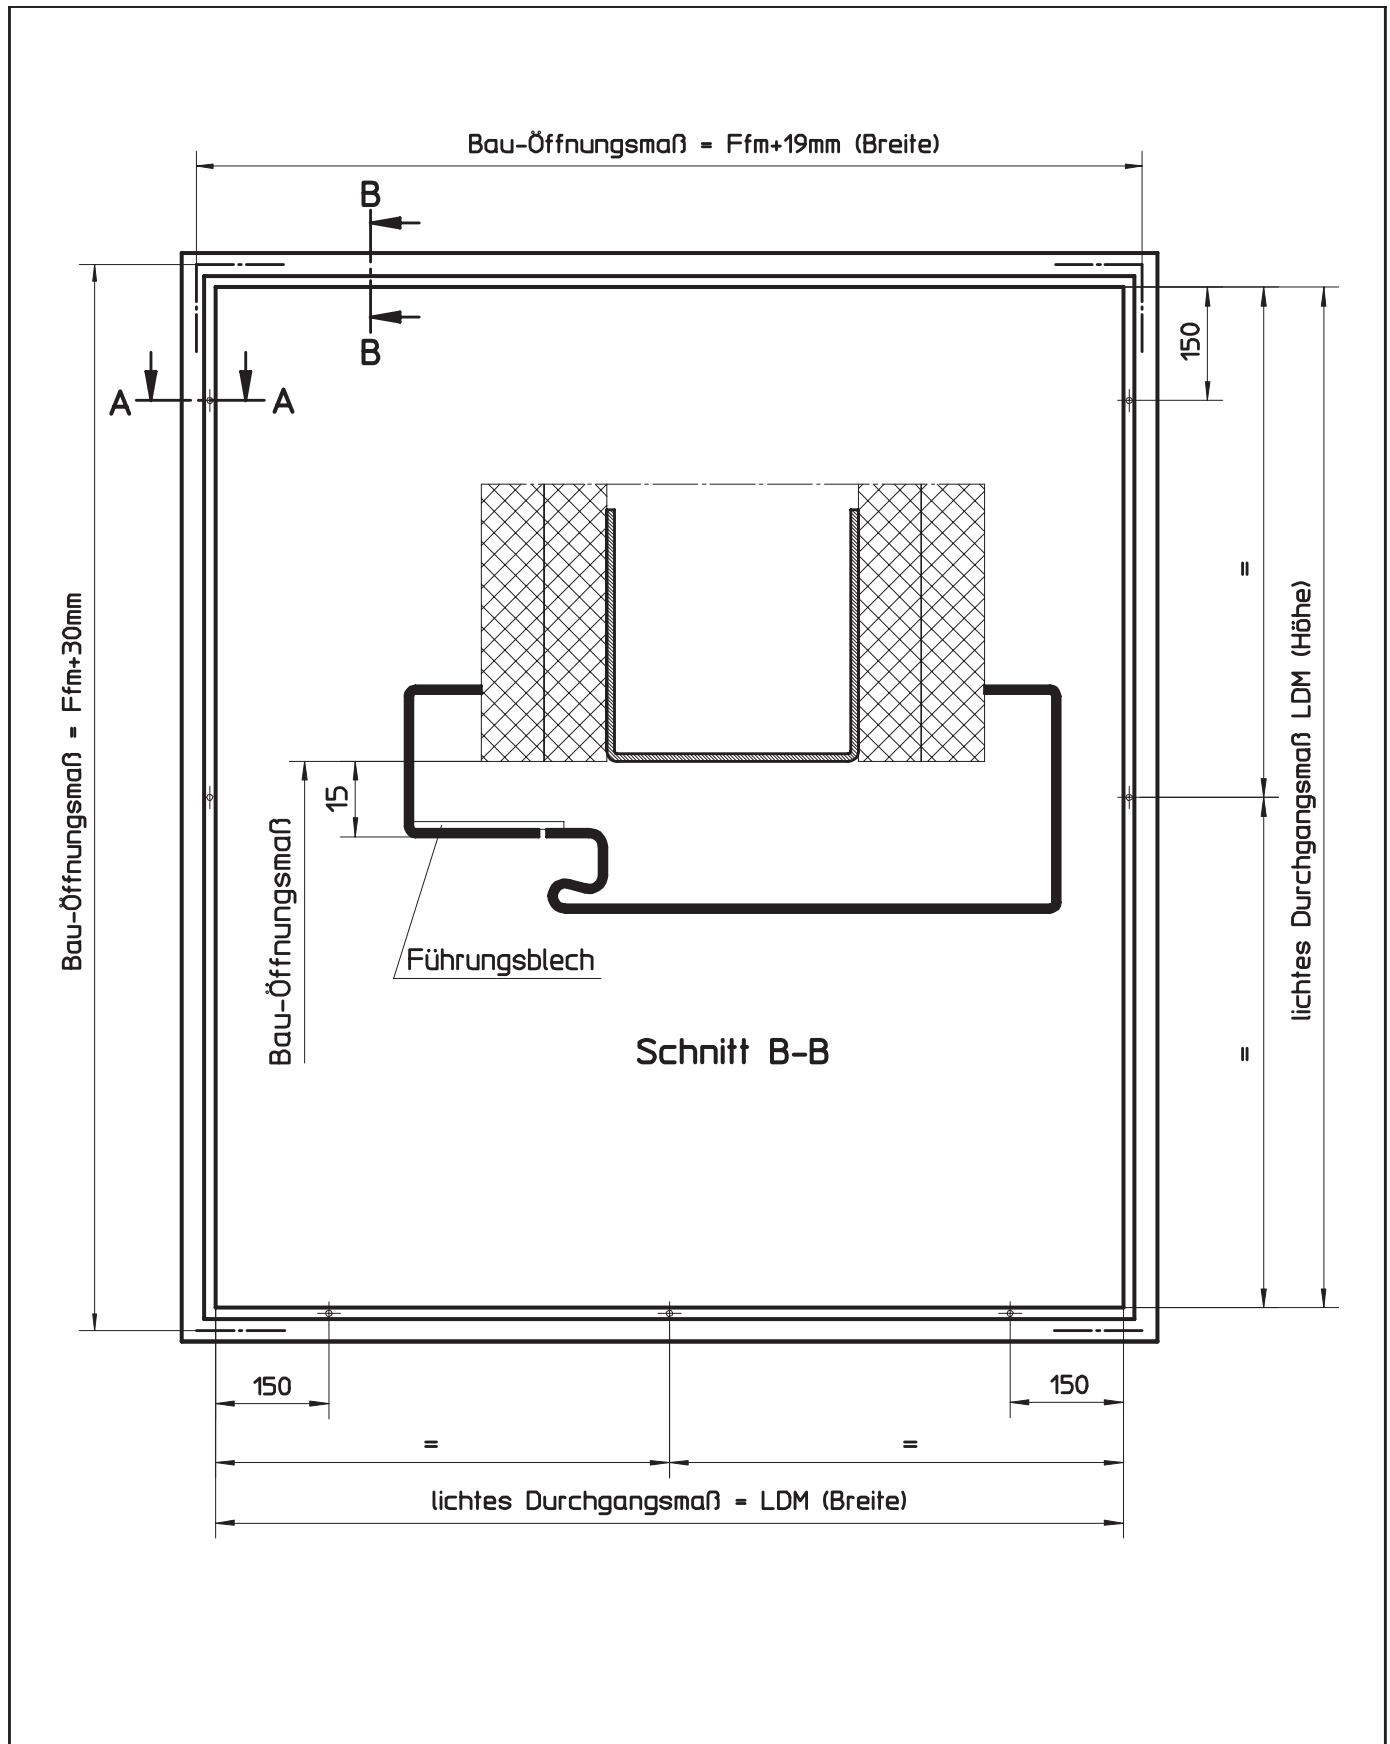 Bau-Öffnungsmaß = Ffm+19mm (Breite)
B
B
A
A
150
=
Bau-Öffnungsmaß = Ffm+30mm
lichtes Durchgangsmaß LDM (Höhe)
15
Bau-Öffnungsmaß
Führungsblech
Schnitt B-B
=
150
150
=
=
lichtes Durchgangsmaß = LDM (Breite)